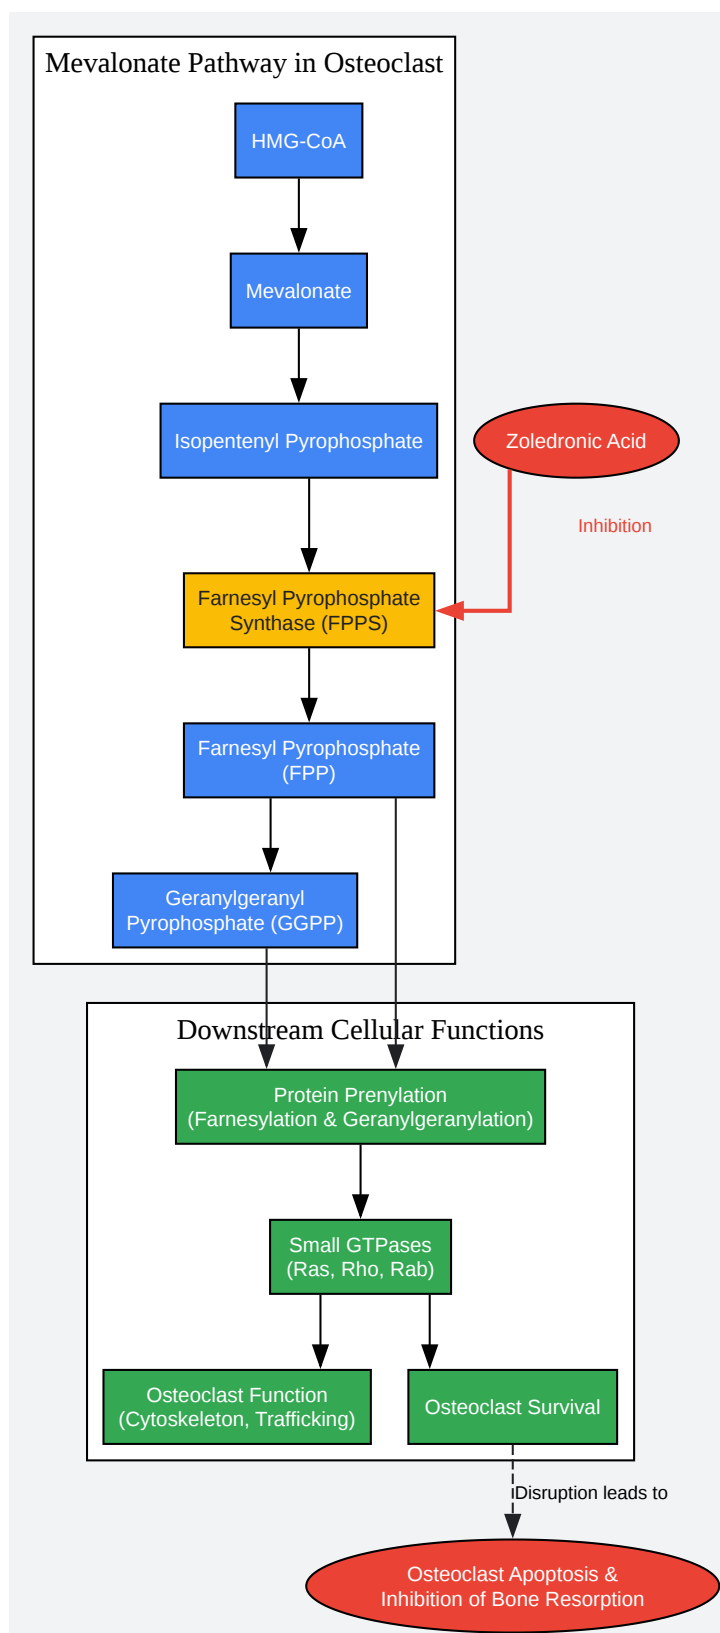 Mevalonate Pathway in Osteoclast
HMG-CoA
Mevalonate
Isopentenyl Pyrophosphate
Zoledronic Acid
Inhibition
Farnesyl Pyrophosphate
Synthase (FPPS)
Farnesyl Pyrophosphate
(FPP)
Geranylgeranyl
Pyrophosphate (GGPP)
Downstream Cellular Functions
Protein Prenylation
(Farnesylation & Geranylgeranylation)
Small GTPases
(Ras, Rho, Rab)
Osteoclast Function
(Cytoskeleton, Trafficking)
Osteoclast Survival
Disruption leads to
Osteoclast Apoptosis &
Inhibition of Bone Resorption